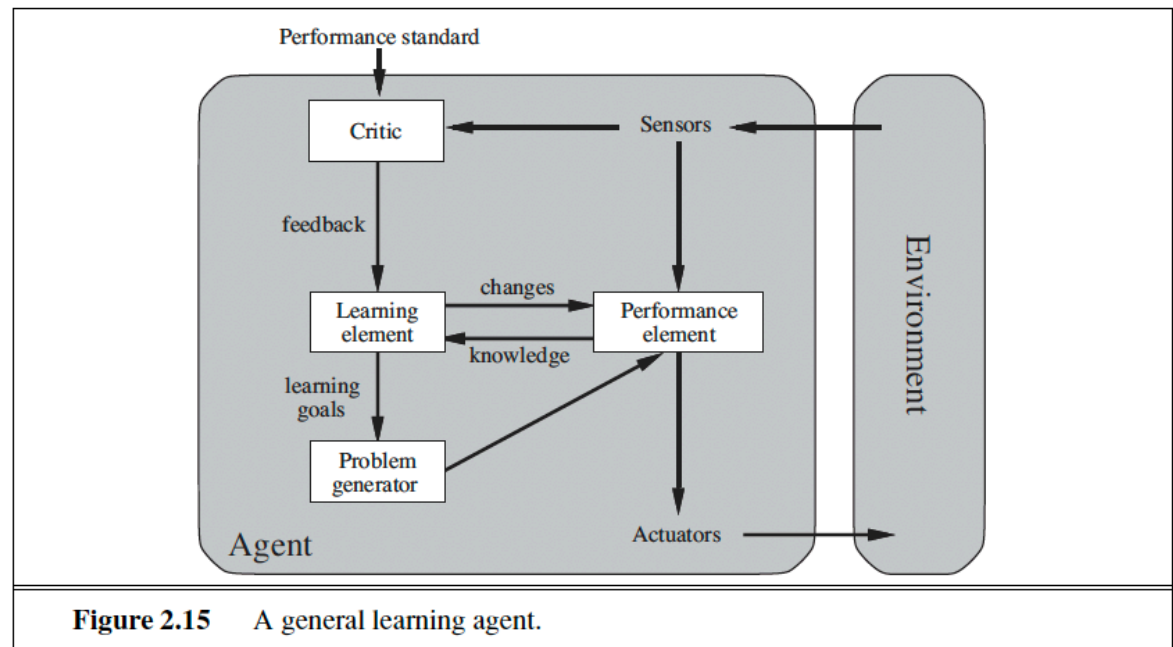 Performance standard
Critic
Sensors
feedback
changes
Learning
element
Performance
element
knowledge
learning
goals
Problem
generator
Agent
Actuators
Environment
Figure 2.15 A general learning agent.